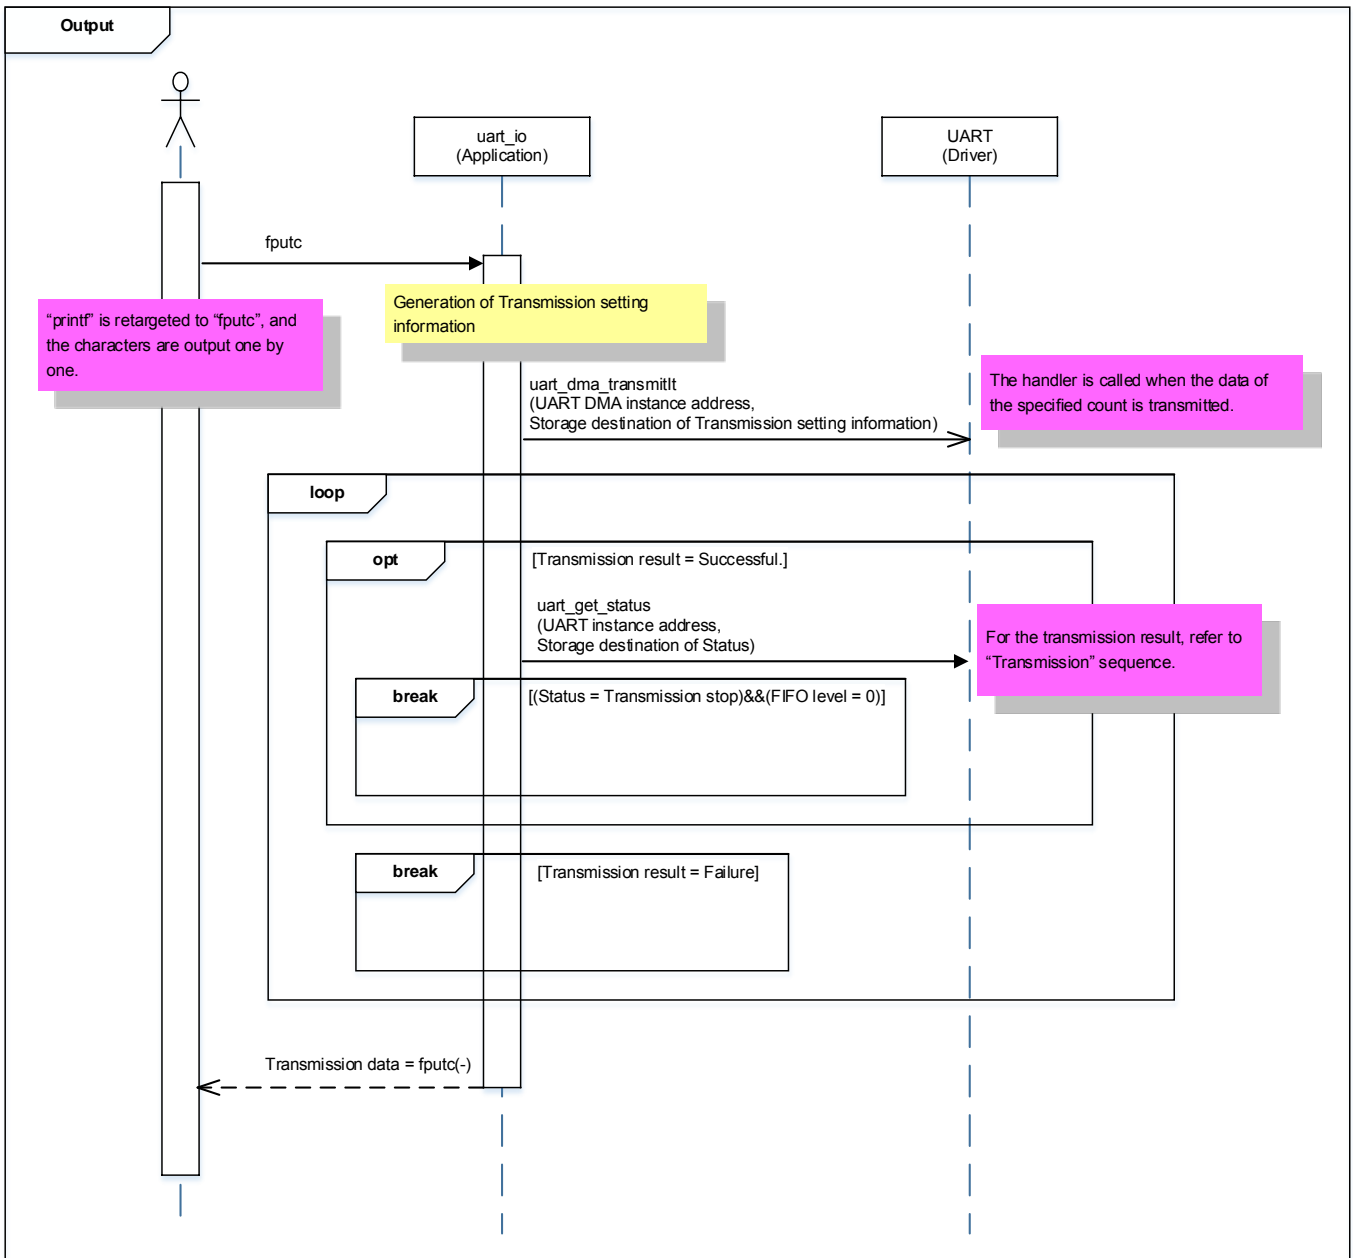 Output
uart_io
(Application)
UART
(Driver)
fputc
“printf” is retargeted to “fputc”, and
the characters are output one by
one.
Generation of Transmission setting
information
uart_dma_transmitIt
(UART DMA instance address,
Storage destination of Transmission setting information)
The handler is called when the data of
the specified count is transmitted.
loop
opt
[Transmission result = Successful.]
uart_get_status
(UART instance address,
Storage destination of Status)
For the transmission result, refer to
“Transmission” sequence.
break
[(Status = Transmission stop)&&(FIFO level = 0)]
break
[Transmission result = Failure]
Transmission data = fputc(-)